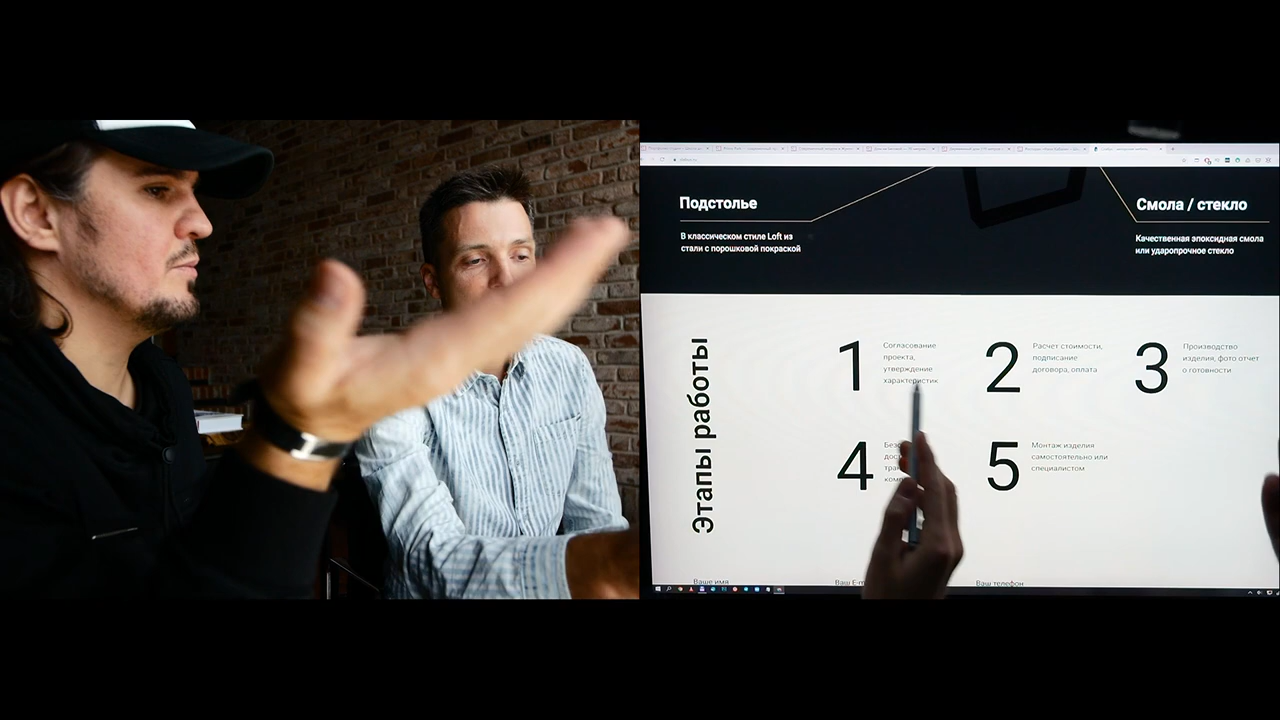 Подстолье
Смола / стекло
В классическом стиле Loft из
стали с порошковой покраской
Качественная эпоксидная смола
или ударопрочное стекло
Этапы работы
1
Согласование
проекта,
утверждение
характеристик
2
Расчёт стоимости,
подписание
договора, оплата
3
Производство
изделия, фото отчет
о готовности
4
5
Монтаж изделия
самостоятельно или
специалистом
Ваше имя
Ваш E-m
Ваш телефон